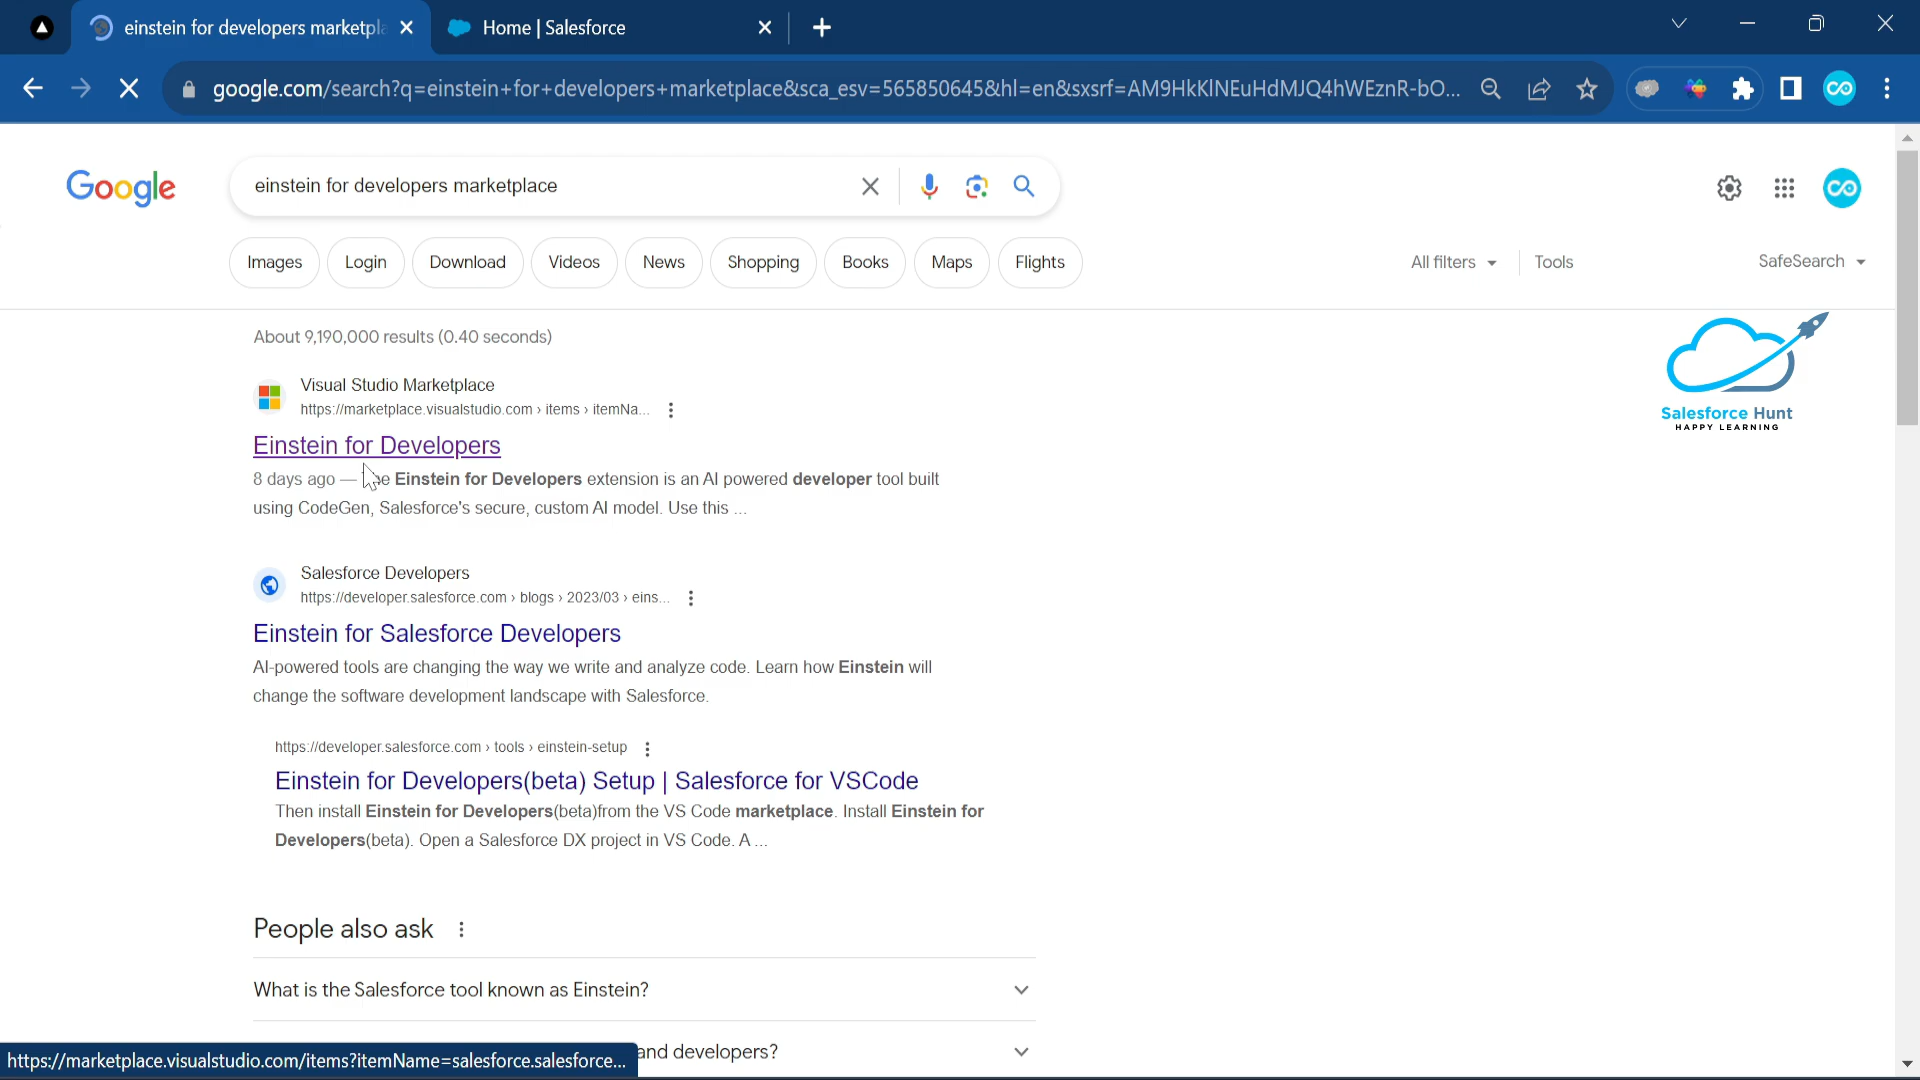 einstein for developers marketpla
Home | Salesforce
google.com/search?q=einstein+for+developers+marketplace&sca_esv=565850645&hl=en&sxsrf=AM9HkKlNEuHdMJQ4hWEznR-bO...
Google
einstein for developers marketplace
Images
Login
Download
Videos
News
Shopping
Books
Maps
Flights
All filters
Tools
SafeSearch
About 9,190,000 results (0.40 seconds)
Salesforce Hunt
HAPPY LEARNING
Visual Studio Marketplace
https://marketplace.visualstudio.com › items › itemNa...
Einstein for Developers
8 days ago — The Einstein for Developers extension is an AI powered developer tool built
using CodeGen, Salesforce's secure, custom AI model. Use this ...
Salesforce Developers
https://developer.salesforce.com › blogs › 2023/03 › eins...
Einstein for Salesforce Developers
AI-powered tools are changing the way we write and analyze code. Learn how Einstein will
change the software development landscape with Salesforce.
https://developer.salesforce.com › tools › einstein-setup
Einstein for Developers(beta) Setup | Salesforce for VSCode
Then install Einstein for Developers(beta)from the VS Code marketplace. Install Einstein for
Developers(beta). Open a Salesforce DX project in VS Code. A ...
People also ask
What is the Salesforce tool known as Einstein?
and developers?
https://marketplace.visualstudio.com/items?itemName=salesforce.salesforce...